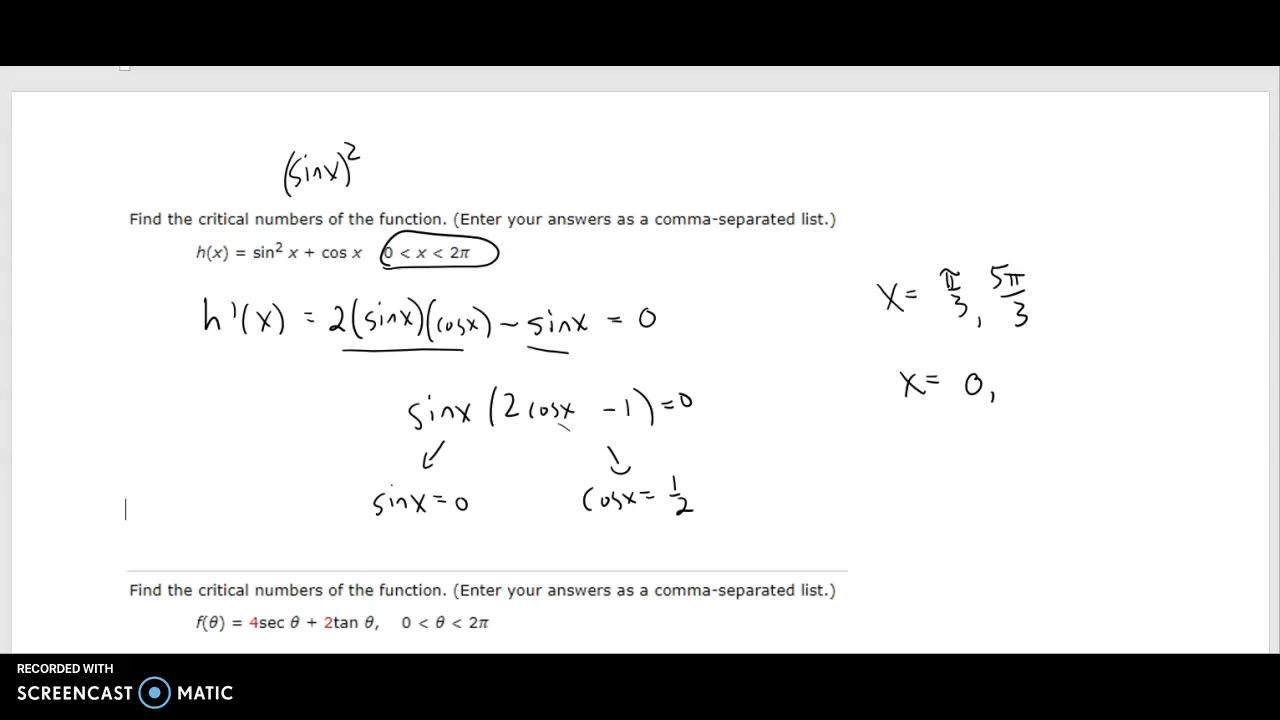 (sinx)²
Find the critical numbers of the function. (Enter your answers as a comma-separated list.)
h(x) = sin² x + cos x 0 < x < 2π
h'(x) = 2(sinx)(cosx) - sinx = 0
x = π/3, 5π/3
sinx (2cosx - 1) = 0
x = 0,
sinx = 0 cosx = 1/2
Find the critical numbers of the function. (Enter your answers as a comma-separated list.)
f(θ) = 4sec θ + 2tan θ, 0 < θ < 2π
RECORDED WITH
SCREENCAST MATIC